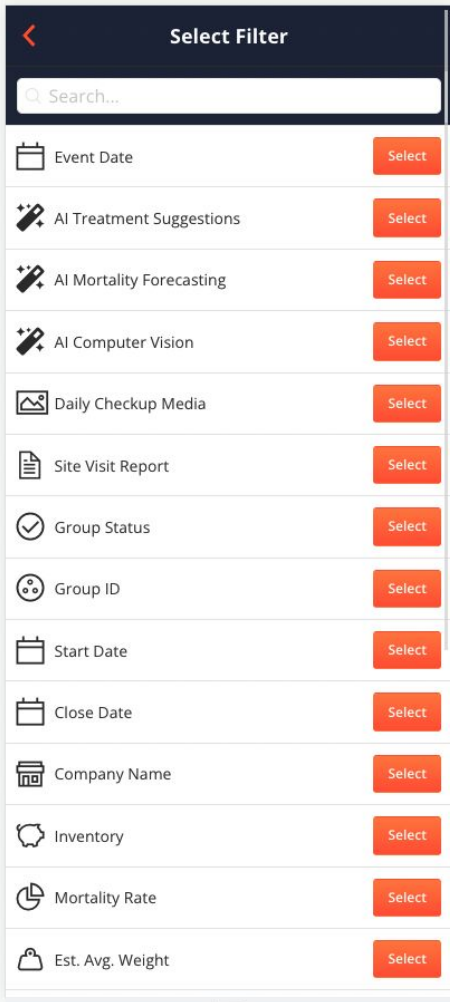 Select Filter
Search...
Event Date Select
AI Treatment Suggestions Select
AI Mortality Forecasting Select
AI Computer Vision Select
Daily Checkup Media Select
Site Visit Report Select
Group Status Select
Group ID Select
Start Date Select
Close Date Select
Company Name Select
Inventory Select
Mortality Rate Select
Est. Avg. Weight Select